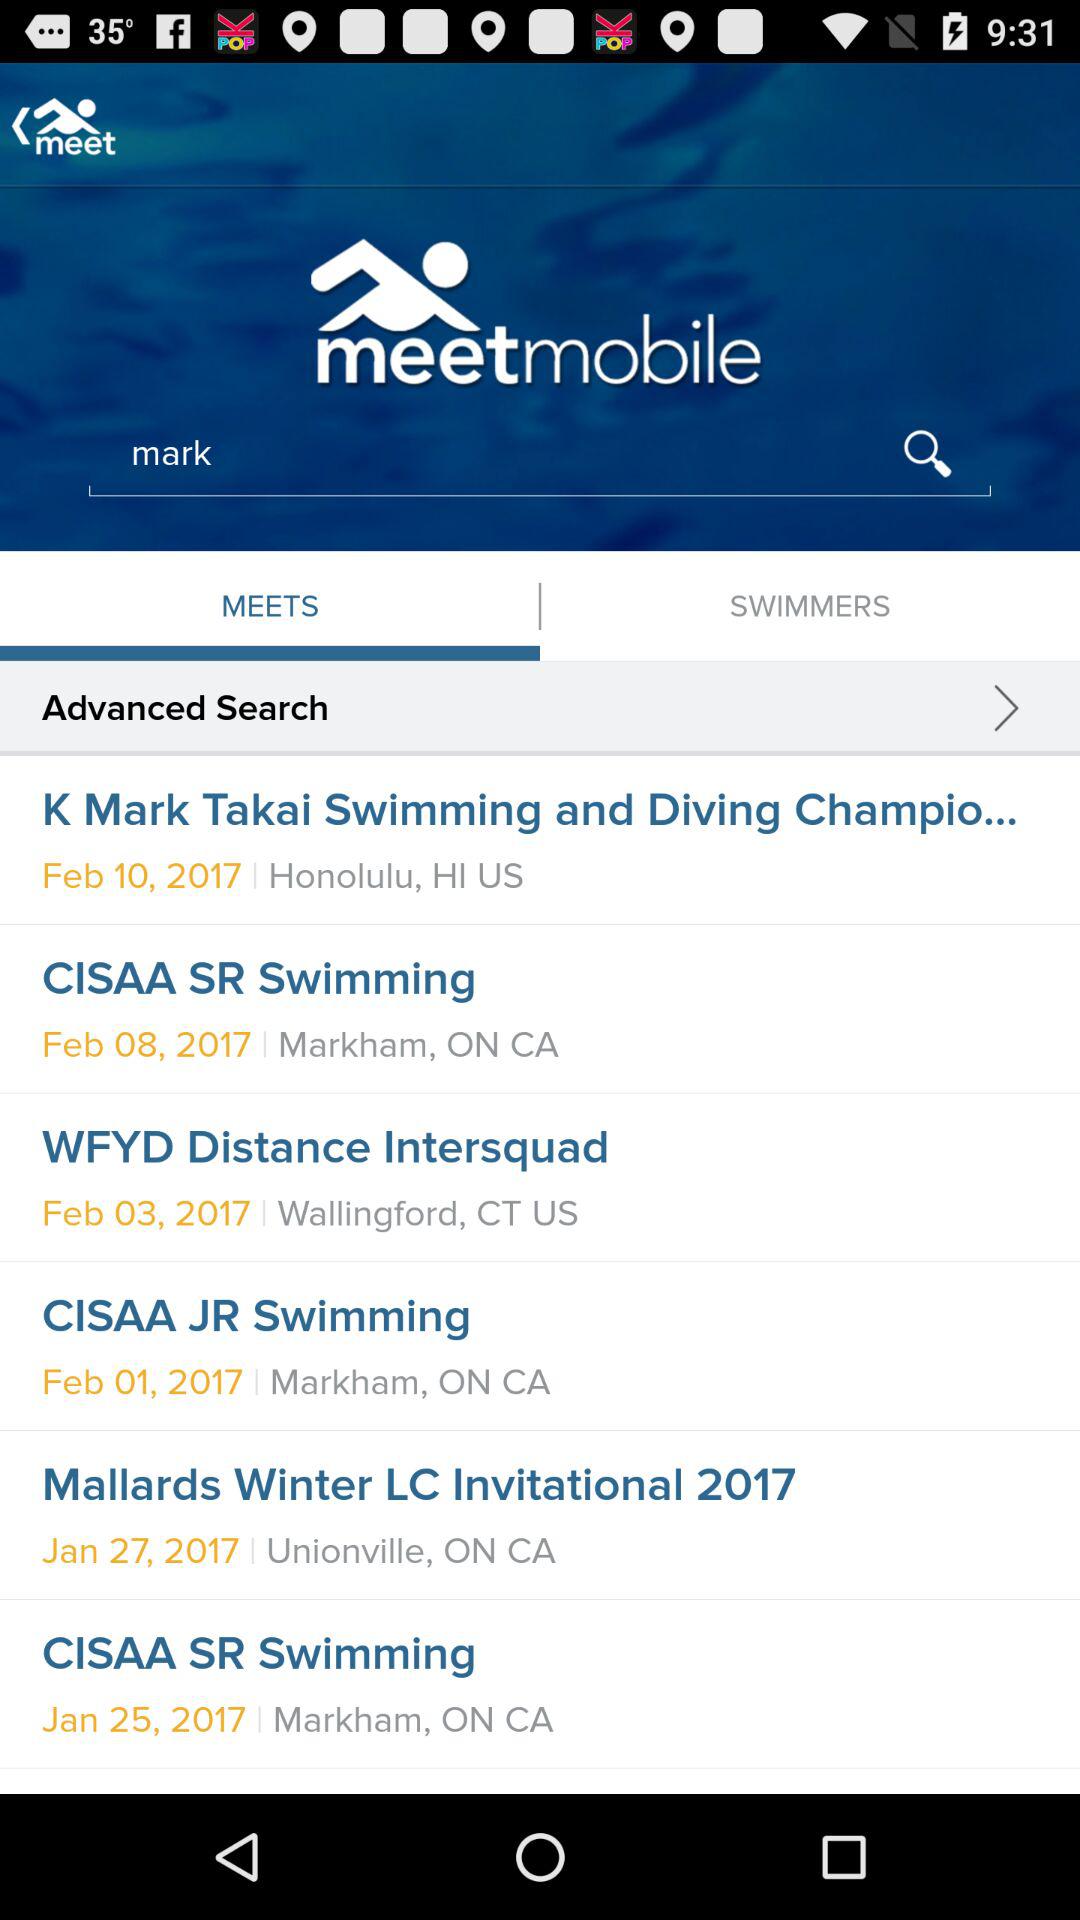 35° KPOP KPOP 9:31
meet
meetmobile
mark
MEETS
SWIMMERS
Advanced Search
K Mark Takai Swimming and Diving Champio...
Feb 10, 2017 | Honolulu, HI US
CISAA SR Swimming
Feb 08, 2017 | Markham, ON CA
WFYD Distance Intersquad
Feb 03, 2017 | Wallingford, CT US
CISAA JR Swimming
Feb 01, 2017 | Markham, ON CA
Mallards Winter LC Invitational 2017
Jan 27, 2017 | Unionville, ON CA
CISAA SR Swimming
Jan 25, 2017 | Markham, ON CA